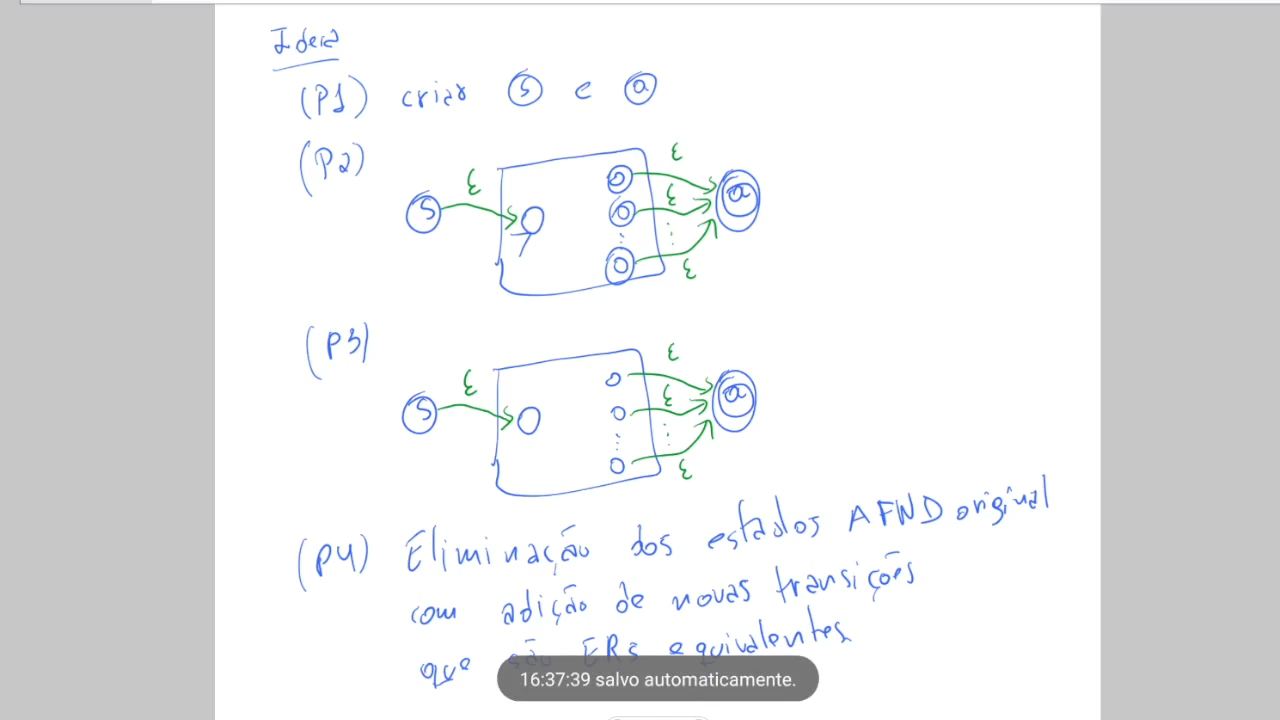 Ideia
(P1) criar s e a
(P2)
ε
s
ε
ε
ε
a
(P3)
ε
s
ε
ε
ε
a
(P4) Eliminação dos estados AFND original
com adição de novas transições
que são ERs equivalentes
16:37:39 salvo automaticamente.